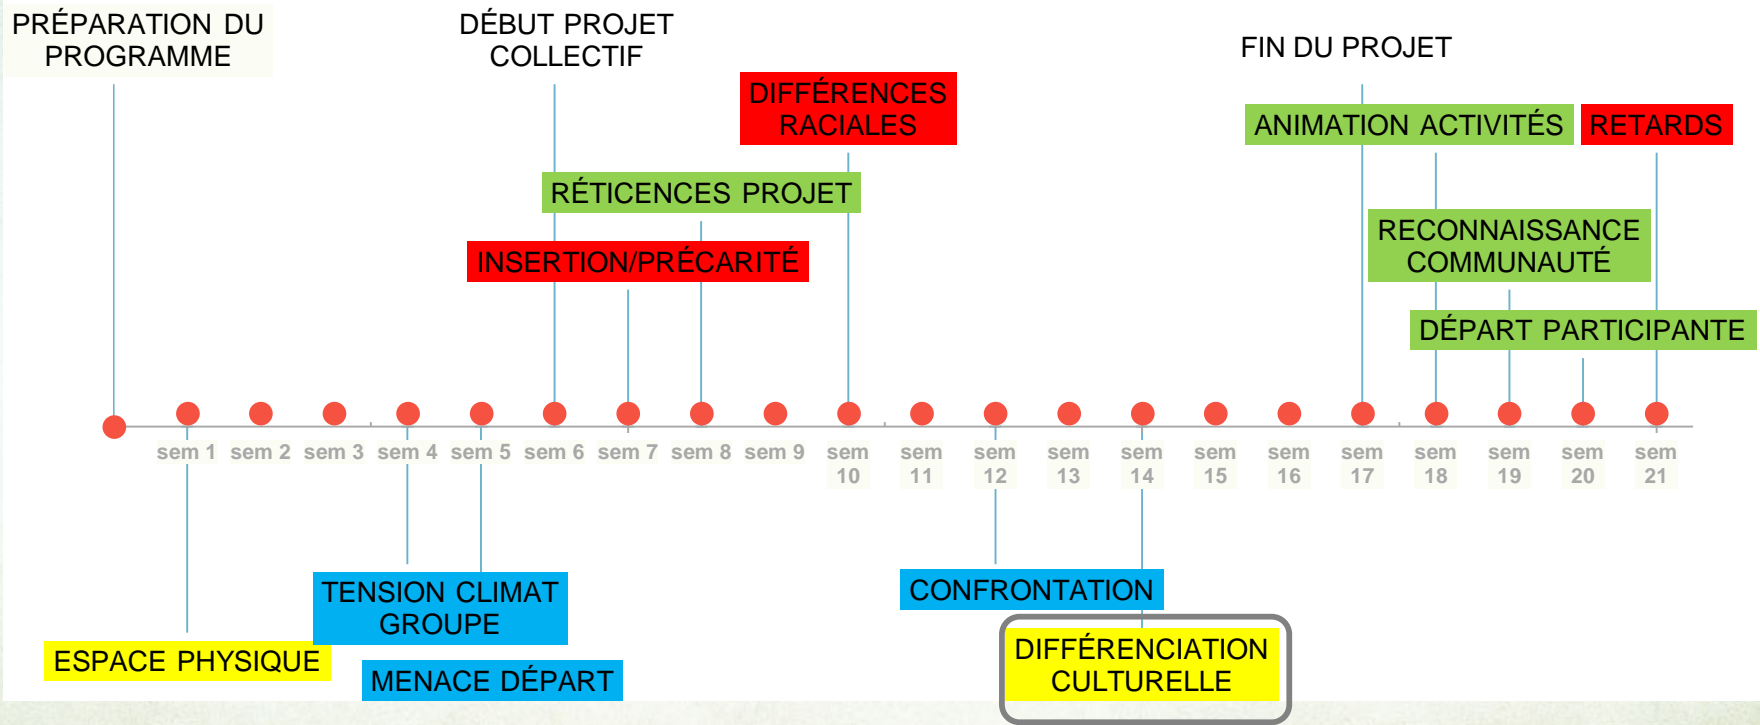 PRÉPARATION DU
PROGRAMME
DÉBUT PROJET
COLLECTIF
FIN DU PROJET
DIFFÉRENCES
RACIALES
ANIMATION ACTIVITÉS
RETARDS
RÉTICENCES PROJET
RECONNAISSANCE
COMMUNAUTÉ
INSERTION/PRÉCARITÉ
DÉPART PARTICIPANTE
sem 1
sem 2
sem 3
sem 4
sem 5
sem 6
sem 7
sem 8
sem 9
sem
10
sem
11
sem
12
sem
13
sem
14
sem
15
sem
16
sem
17
sem
18
sem
19
sem
20
sem
21
TENSION CLIMAT
GROUPE
CONFRONTATION
ESPACE PHYSIQUE
MENACE DÉPART
DIFFÉRENCIATION
CULTURELLE